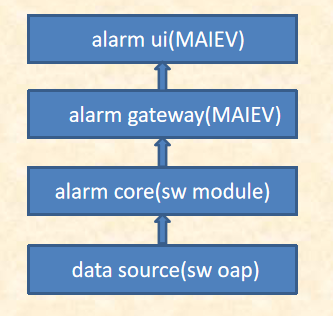 alarm ui(MAIEV)
alarm gateway(MAIEV)
alarm core(sw module)
data source(sw oap)